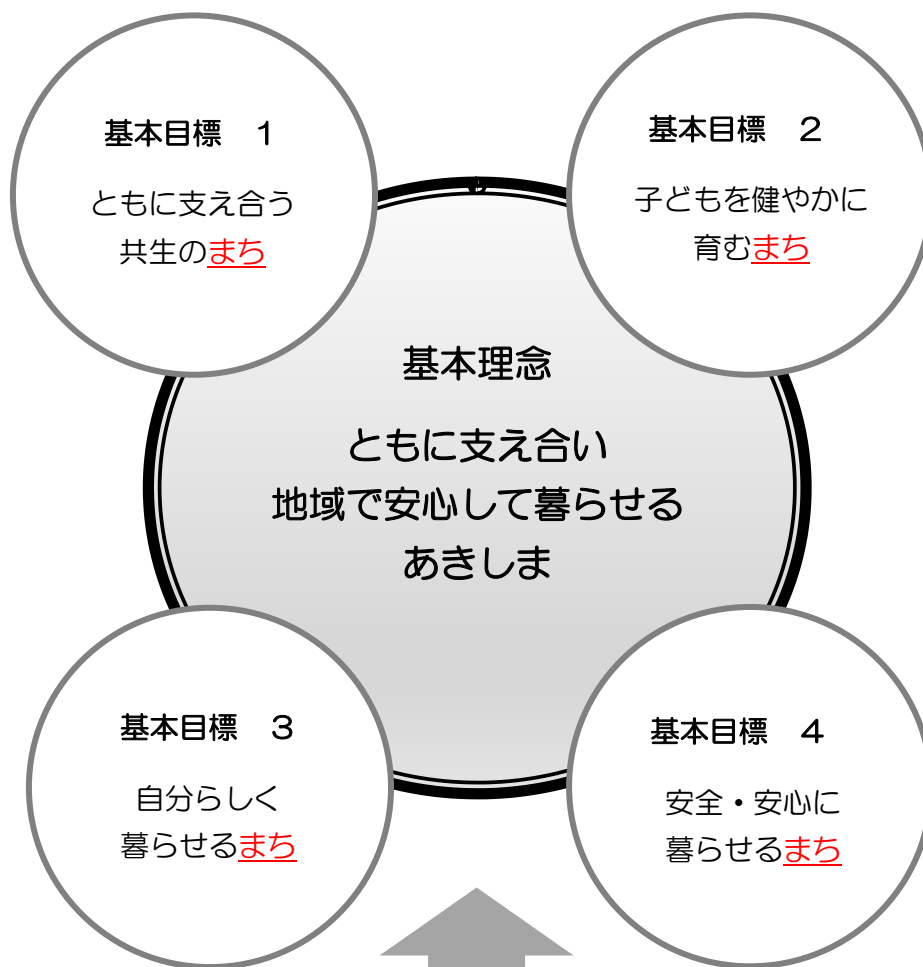 基本目標　1
ともに支え合う
共生のまち
基本目標　2
子どもを健やかに
育むまち
基本理念
ともに支え合い
地域で安心して暮らせる
あきしま
基本目標　3
自分らしく
暮らせるまち
基本目標　4
安全・安心に
暮らせるまち